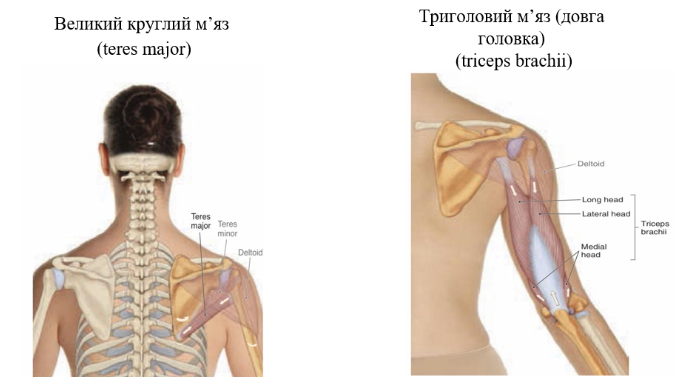 Великий круглий м’яз
(teres major)
Teres
major
Teres
minor
Deltoid
Триголовий м’яз (довга
головка)
(triceps brachii)
Deltoid
Long head
Lateral head
Triceps
brachii
Medial
head